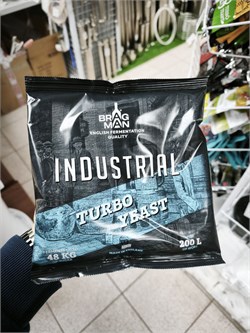 BRAG
MAN
ENGLISH FERMENTATION
QUALITY
INDUSTRIAL
TURBO
YEAST
48 KG
200 L